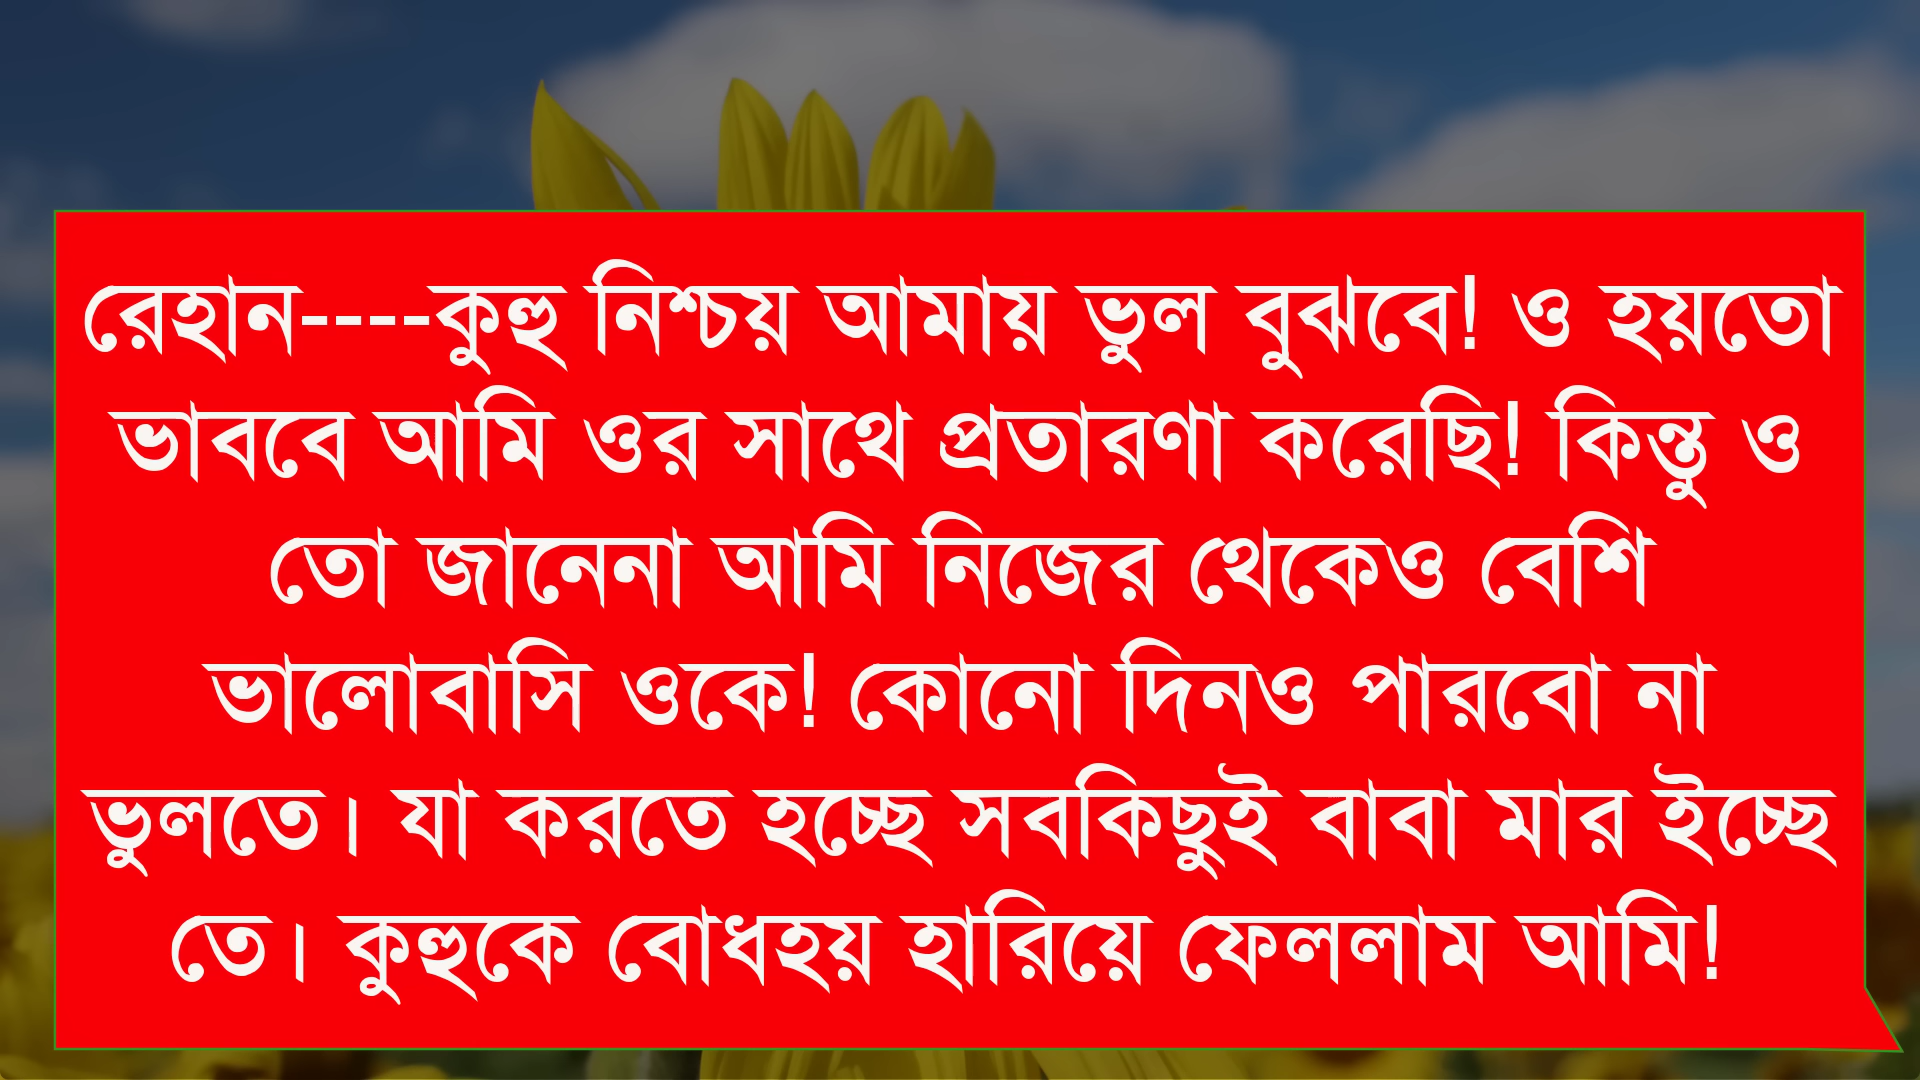 রেহান----কুহু নিশ্চয় আমায় ভুল বুঝবে! ও হয়তো
ভাববে আমি ওর সাথে প্রতারণা করেছি! কিন্তু ও
তো জানেনা আমি নিজের থেকেও বেশি
ভালোবাসি ওকে! কোনো দিনও পারবো না
ভুলতে। যা করতে হচ্ছে সবকিছুই বাবা মার ইচ্ছে
তে। কুহুকে বোধহয় হারিয়ে ফেললাম আমি!